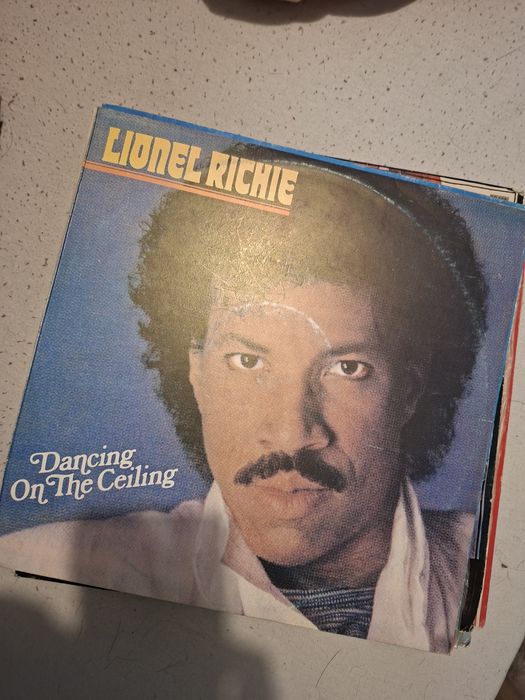 LIONEL RICHIE
Dancing
On The Ceiling